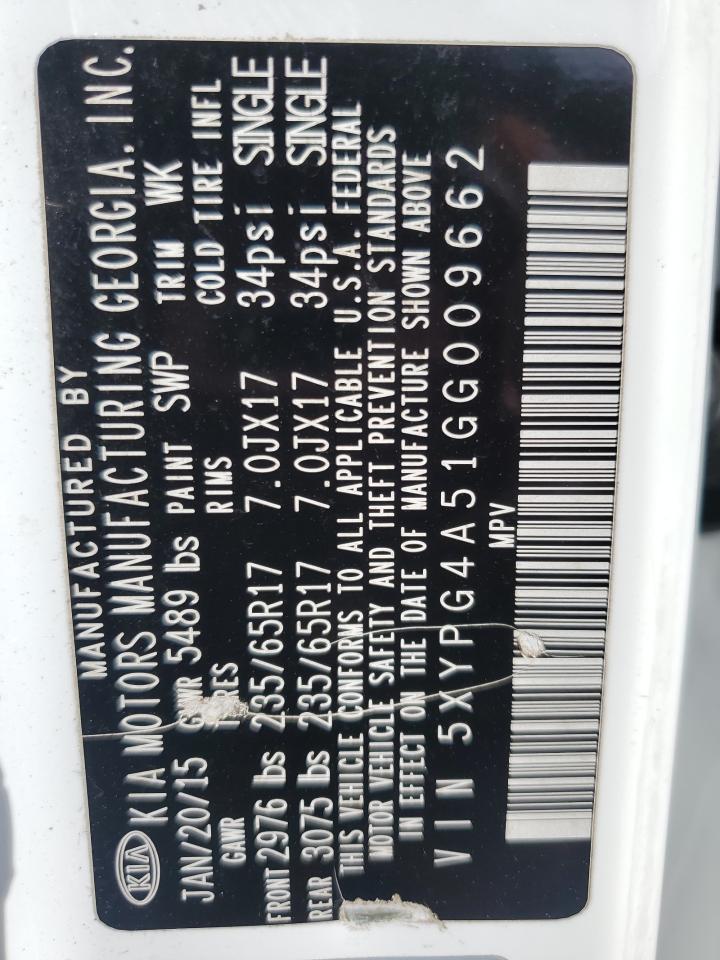 MANUFACTURED BY
KIA KIA MOTORS MANUFACTURING GEORGIA, INC.
JAN/20/15 GVWR 5489 lbs PAINT SWP TRIM WK
GAWR TIRES RIMS COLD TIRE INFL
FRONT 2976 lbs 235/65R17 7.0JX17 34psi SINGLE
REAR 3075 lbs 235/65R17 7.0JX17 34psi SINGLE
THIS VEHICLE CONFORMS TO ALL APPLICABLE U.S.A. FEDERAL
MOTOR VEHICLE SAFETY AND THEFT PREVENTION STANDARDS
IN EFFECT ON THE DATE OF MANUFACTURE SHOWN ABOVE
VIN 5XYPG4A51GG009662
MPV